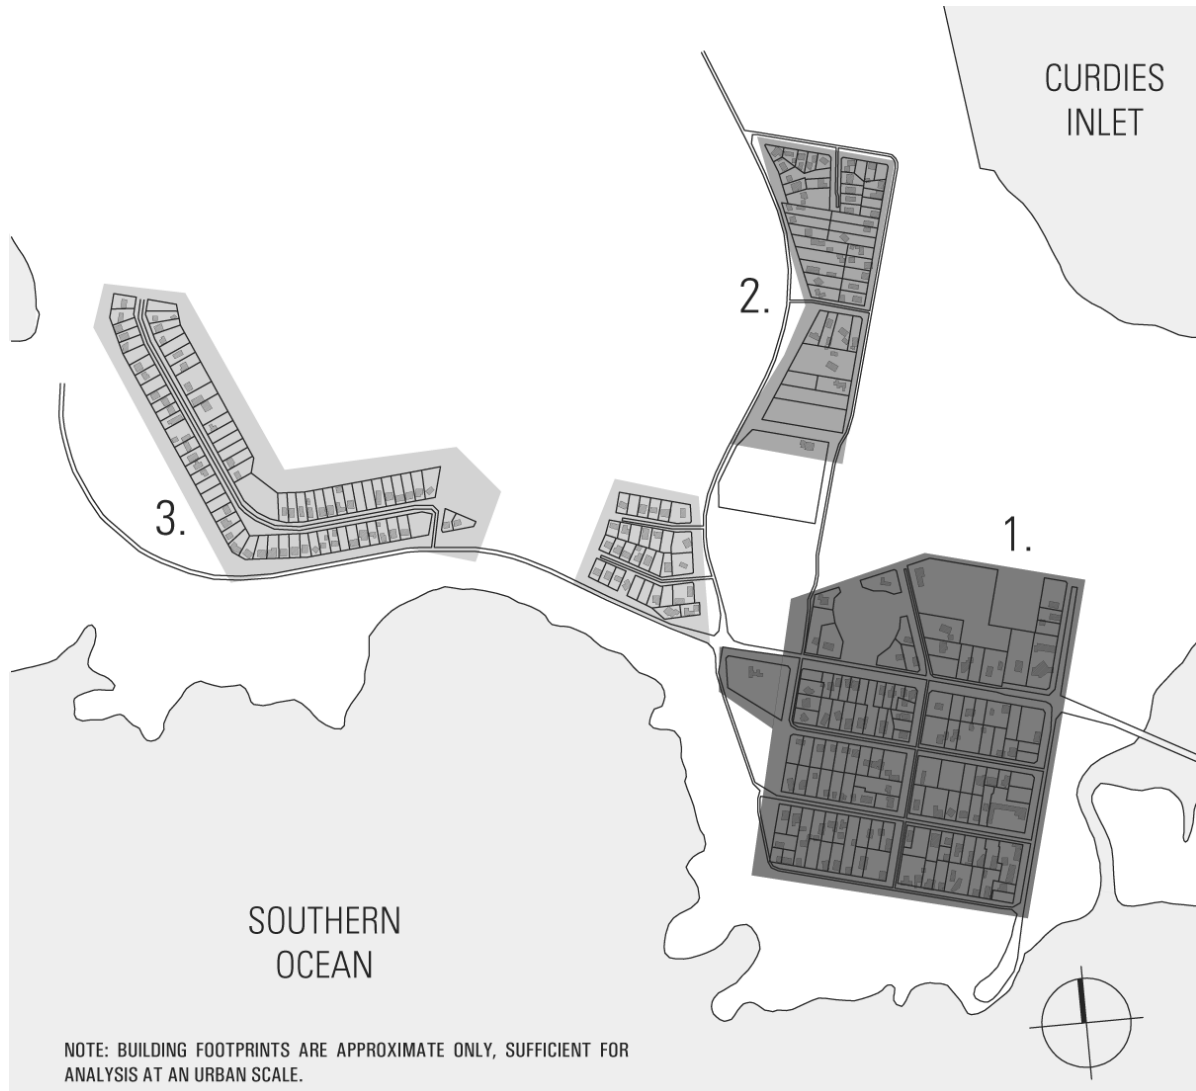 CURDIES
INLET
2.
3.
1.
SOUTHERN
OCEAN
NOTE: BUILDING FOOTPRINTS ARE APPROXIMATE ONLY, SUFFICIENT FOR
ANALYSIS AT AN URBAN SCALE.